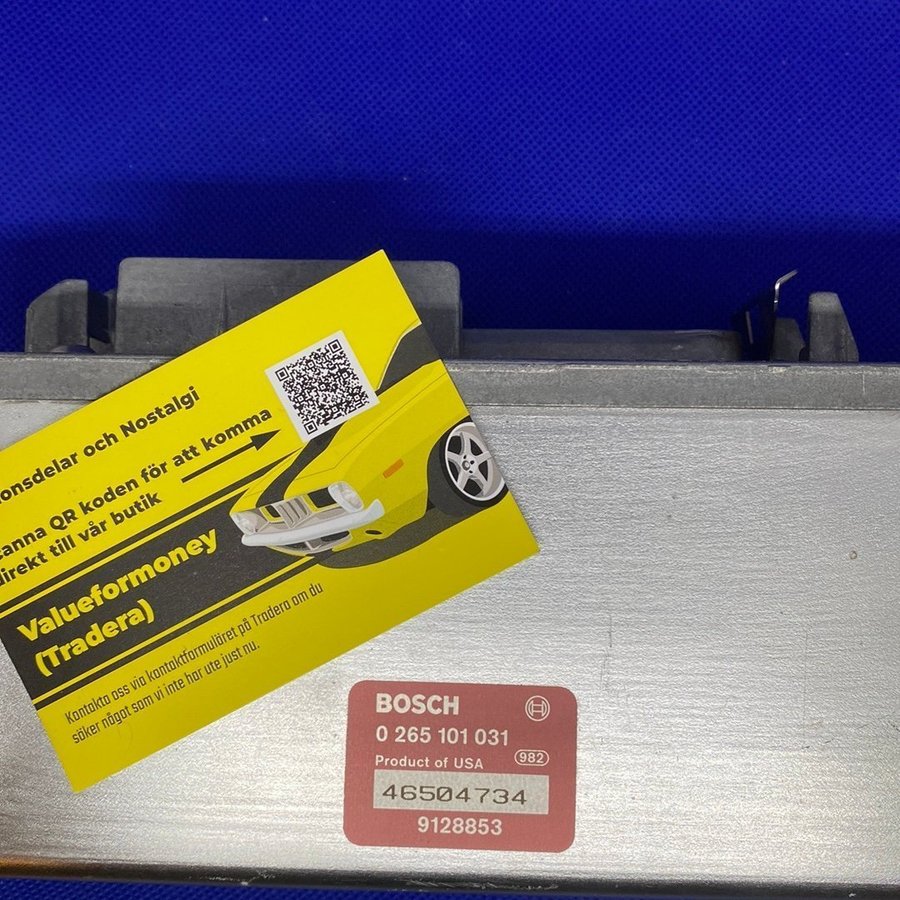 onsdelar och Nostalgi
canna QR koden för att komma
direkt till vår butik
Valueformoney
(Tradera)
Kontakta oss via kontaktformuläret på Tradera om du
söker något som vi inte har ute just nu.
BOSCH
0 265 101 031
Product of USA 982
46504734
9128853